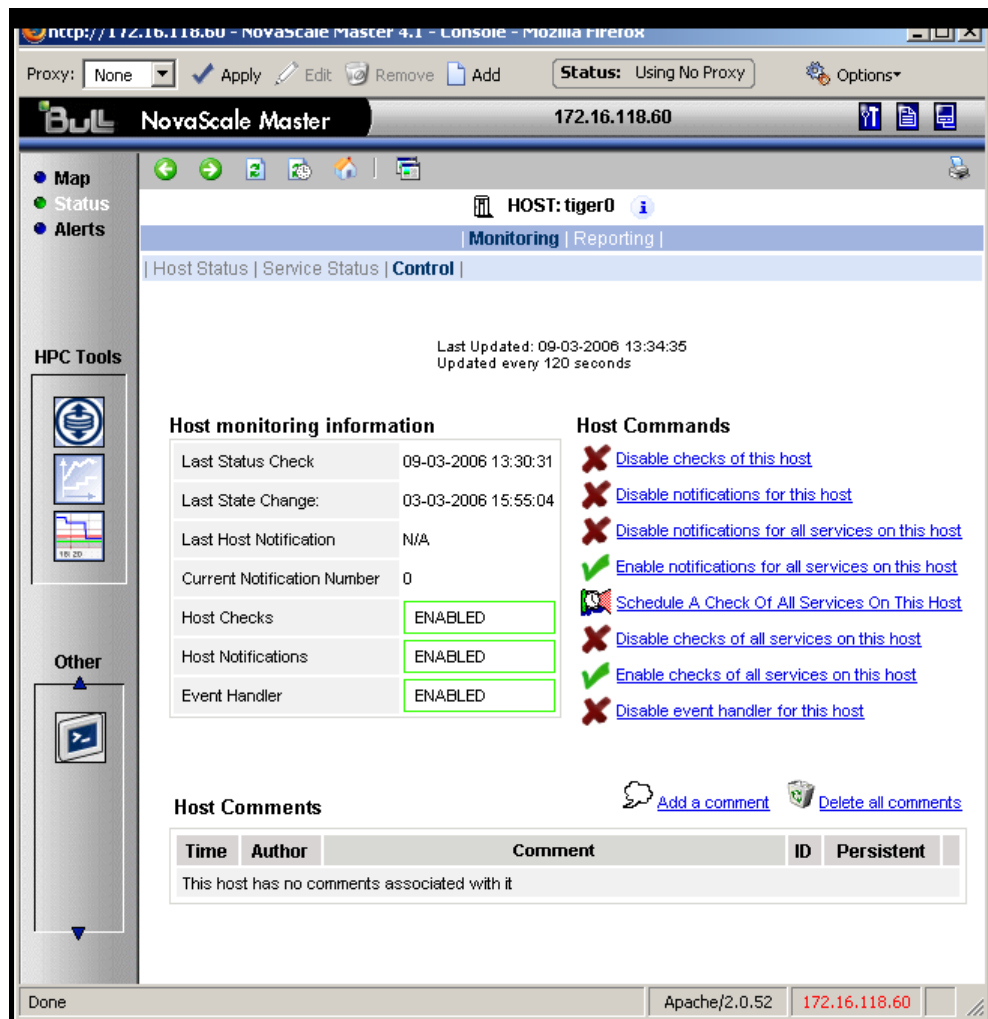 http://172.16.118.60 - NovaScale Master 4.1 - Console - Mozilla Firefox
Proxy: None Apply Edit Remove Add Status: Using No Proxy Options
Bull NovaScale Master 172.16.118.60
Map
Status
Alerts
HOST: tiger0
| Monitoring | Reporting |
| Host Status | Service Status | Control |
Last Updated: 09-03-2006 13:34:35
Updated every 120 seconds
HPC Tools
18:20
Other
Host monitoring information
Last Status Check 09-03-2006 13:30:31
Last State Change: 03-03-2006 15:55:04
Last Host Notification N/A
Current Notification Number 0
Host Checks ENABLED
Host Notifications ENABLED
Event Handler ENABLED
Host Commands
Disable checks of this host
Disable notifications for this host
Disable notifications for all services on this host
Enable notifications for all services on this host
Schedule A Check Of All Services On This Host
Disable checks of all services on this host
Enable checks of all services on this host
Disable event handler for this host
Host Comments Add a comment Delete all comments
Time Author Comment ID Persistent
This host has no comments associated with it
Done Apache/2.0.52 172.16.118.60